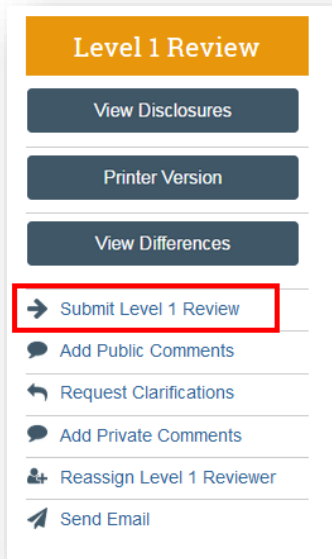 Level 1 Review
View Disclosures
Printer Version
View Differences
Submit Level 1 Review
Add Public Comments
Request Clarifications
Add Private Comments
Reassign Level 1 Reviewer
Send Email